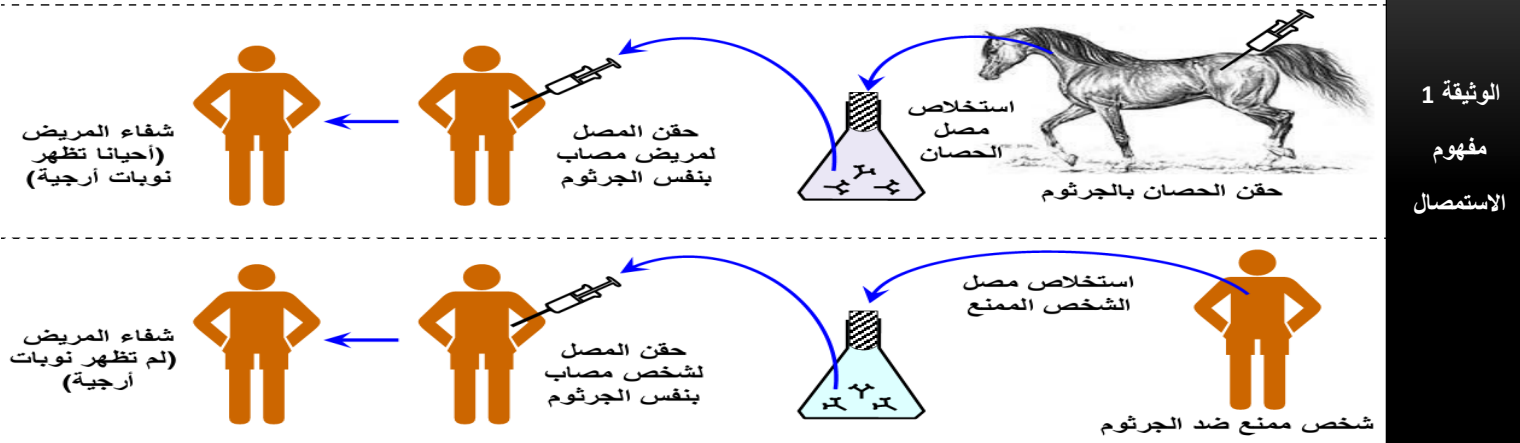 الوثيقة 1
مفهوم
الاستمصال
حقن الحصان بالجرثوم
استخلاص
مصل
الحصان
حقن المصل
لمريض مصاب
بنفس الجرثوم
شفاء المريض
(أحيانا تظهر
نوبات أرجية)
شخص ممنع ضد الجرثوم
استخلاص مصل
الشخص الممنع
حقن المصل
لشخص مصاب
بنفس الجرثوم
شفاء المريض
(لم تظهر نوبات
أرجية)